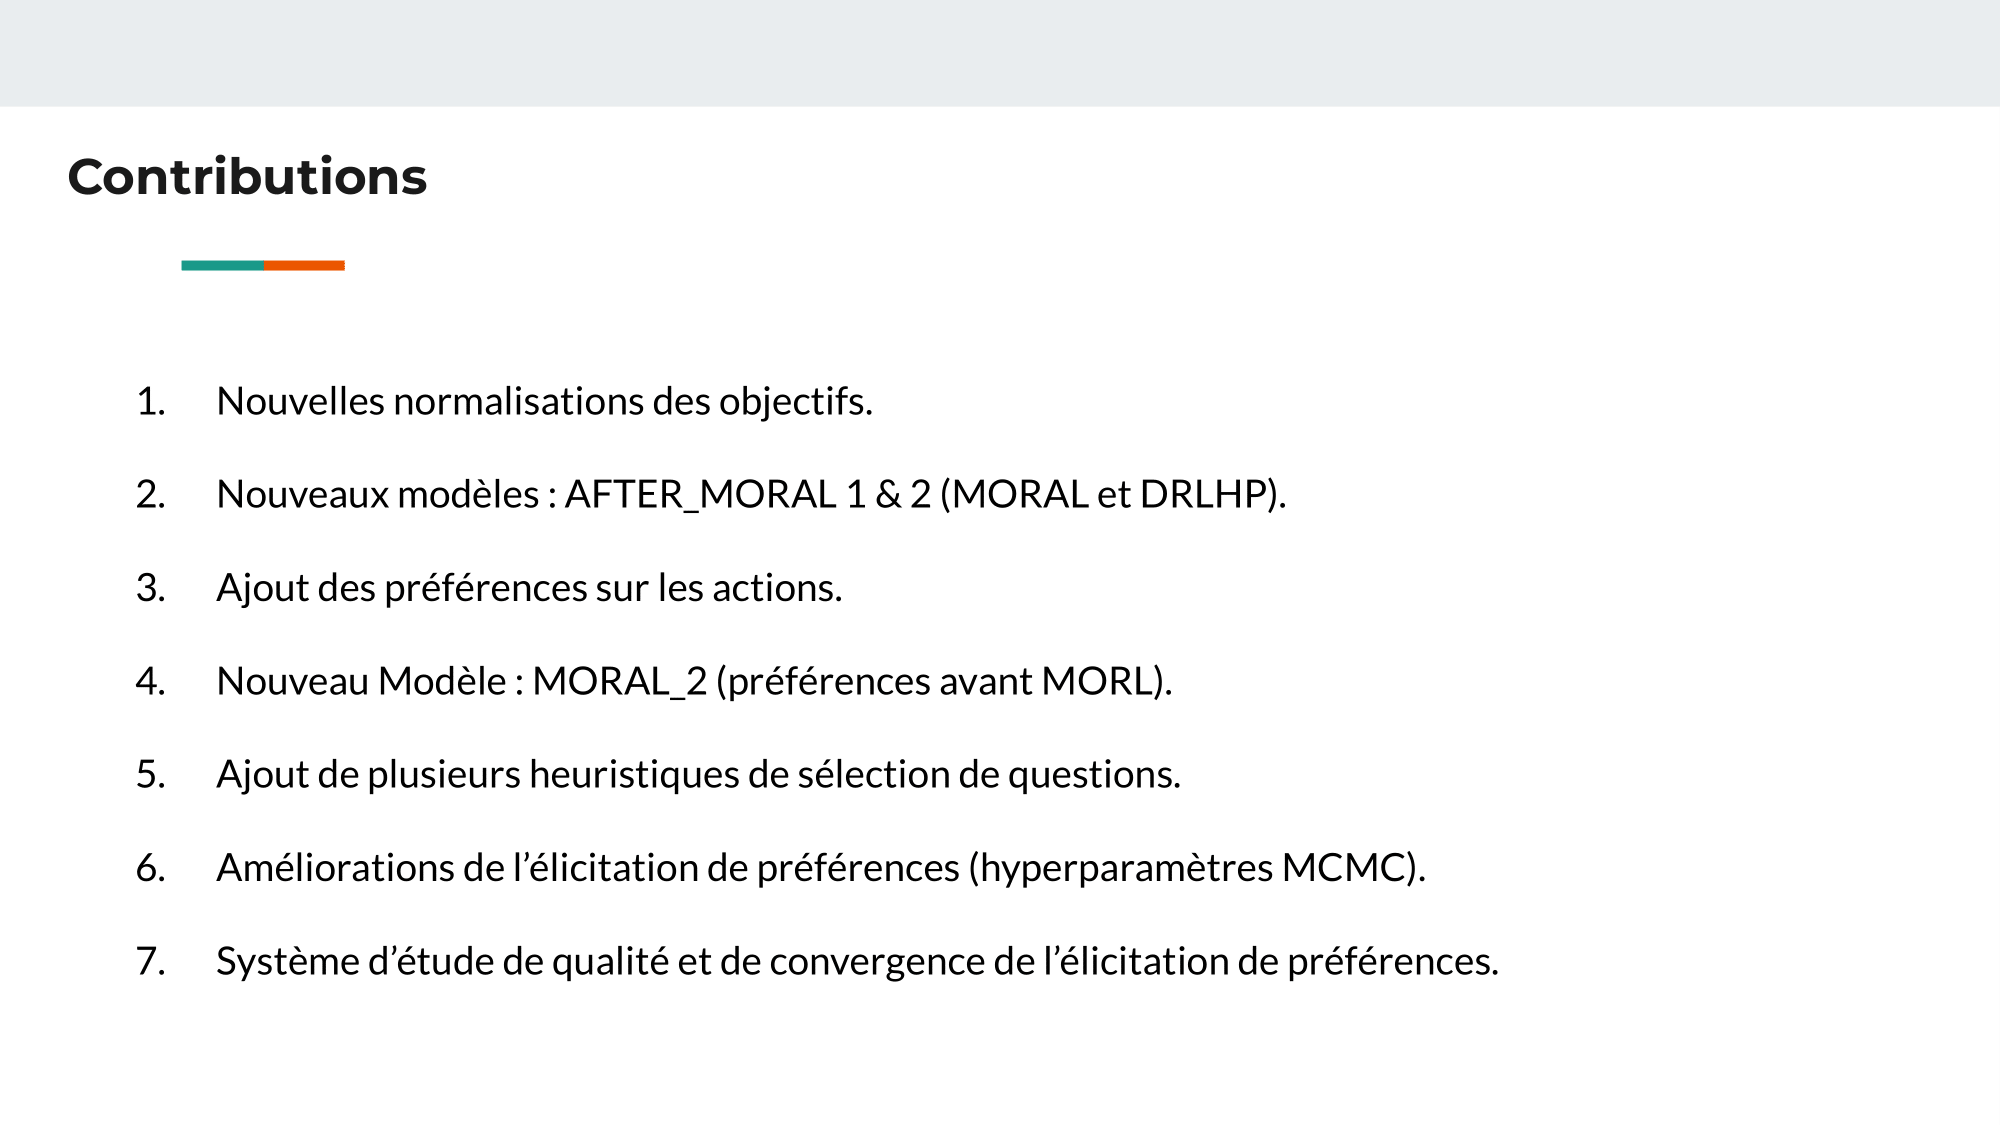 Contributions
1. Nouvelles normalisations des objectifs.
2. Nouveaux modèles : AFTER_MORAL 1 & 2 (MORAL et DRLHP).
3. Ajout des préférences sur les actions.
4. Nouveau Modèle : MORAL_2 (préférences avant MORL).
5. Ajout de plusieurs heuristiques de sélection de questions.
6. Améliorations de l’élicitation de préférences (hyperparamètres MCMC).
7. Système d’étude de qualité et de convergence de l’élicitation de préférences.